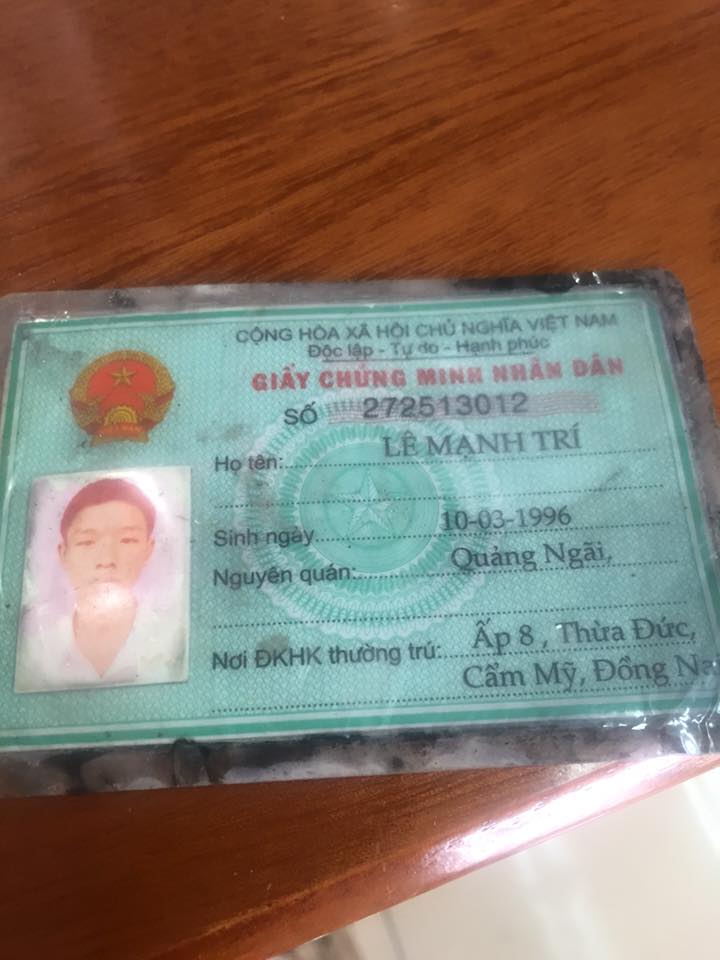 CỘNG HÒA XÃ HỘI CHỦ NGHĨA VIỆT NAM
Độc lập - Tự do - Hạnh phúc
GIẤY CHỨNG MINH NHÂN DÂN
SỐ 272513012
Họ tên: LÊ MẠNH TRÍ
Sinh ngày 10-03-1996
Nguyên quán: Quảng Ngãi,
Nơi ĐKHK thường trú: Ấp 8 , Thừa Đức,
Cẩm Mỹ, Đồng